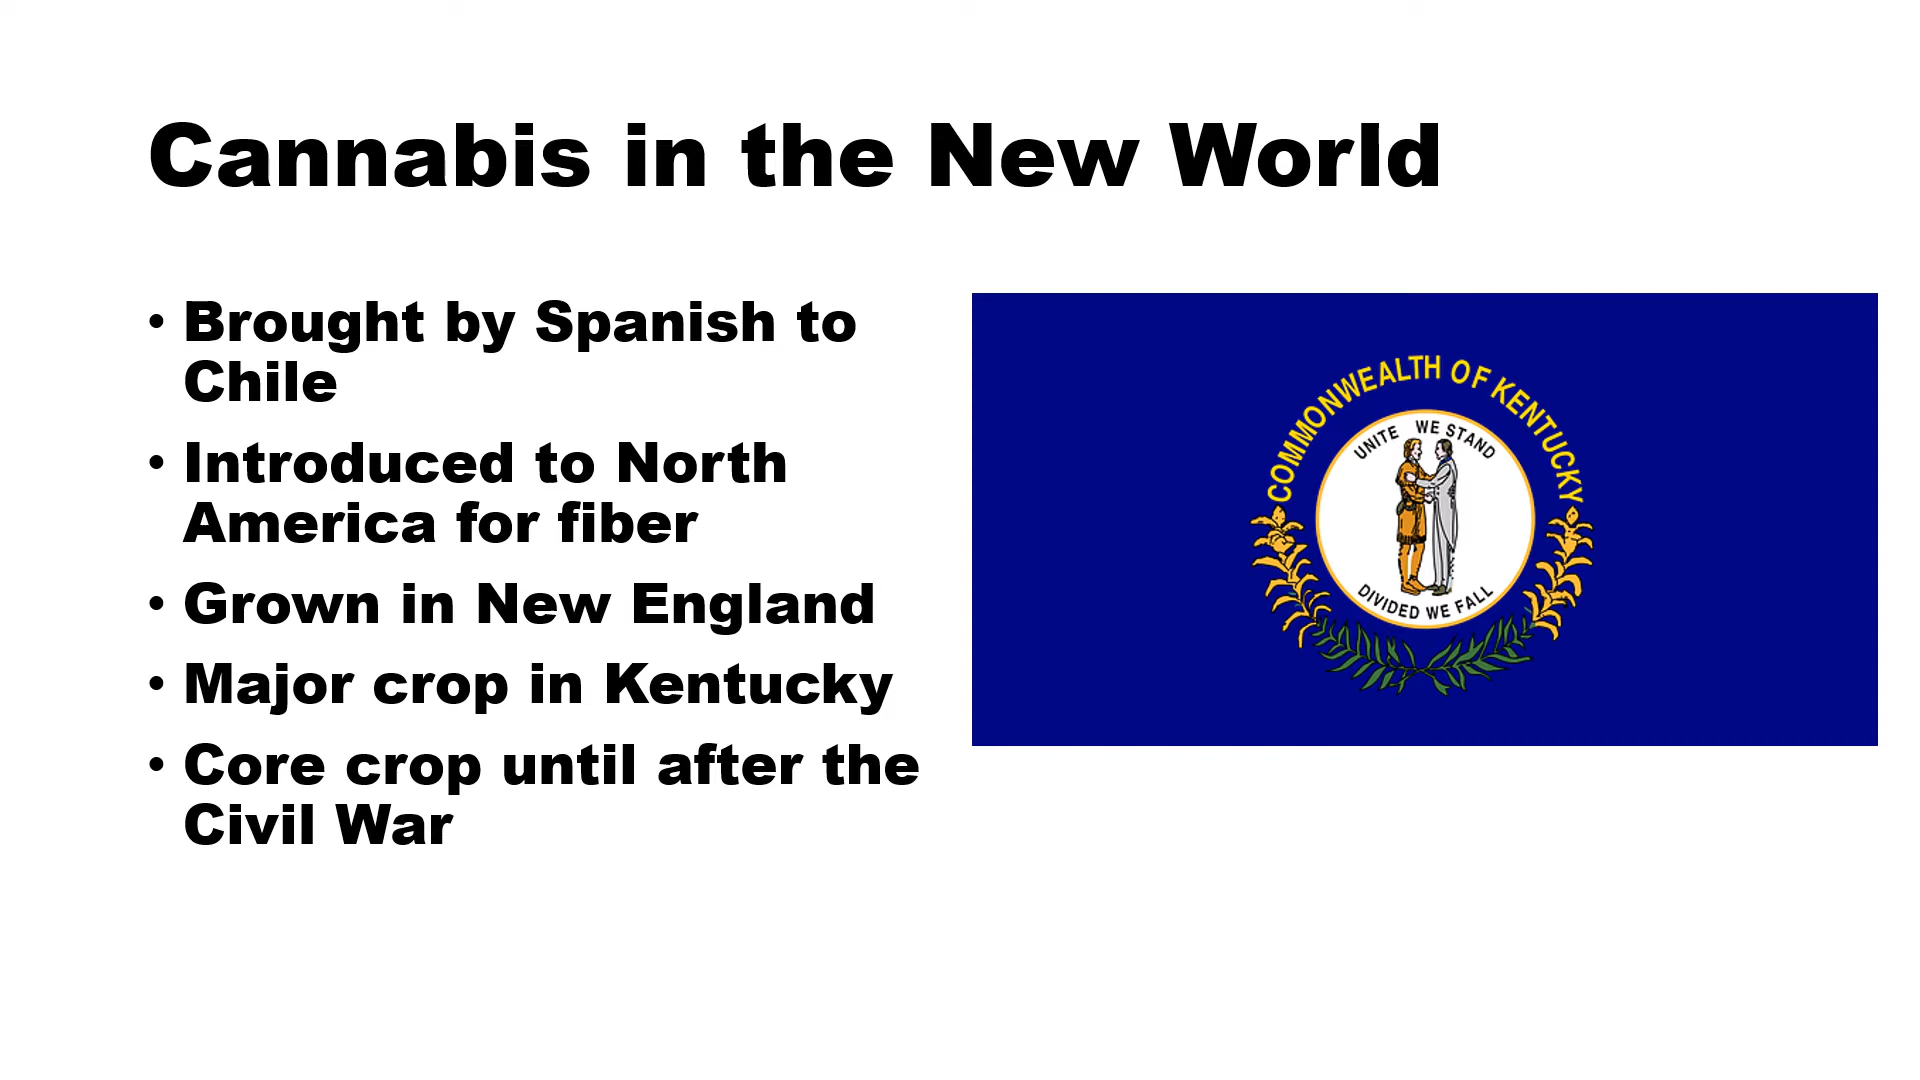 Cannabis in the New World
• Brought by Spanish to
Chile
• Introduced to North
America for fiber
• Grown in New England
• Major crop in Kentucky
• Core crop until after the
Civil War
COMMONWEALTH OF KENTUCKY
UNITE WE STAND
DIVIDED WE FALL